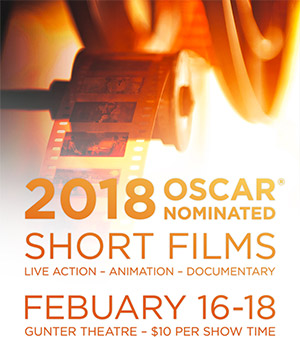 2018 OSCAR®
NOMINATED
SHORT FILMS
LIVE ACTION – ANIMATION – DOCUMENTARY
FEBUARY 16-18
GUNTER THEATRE – $10 PER SHOW TIME